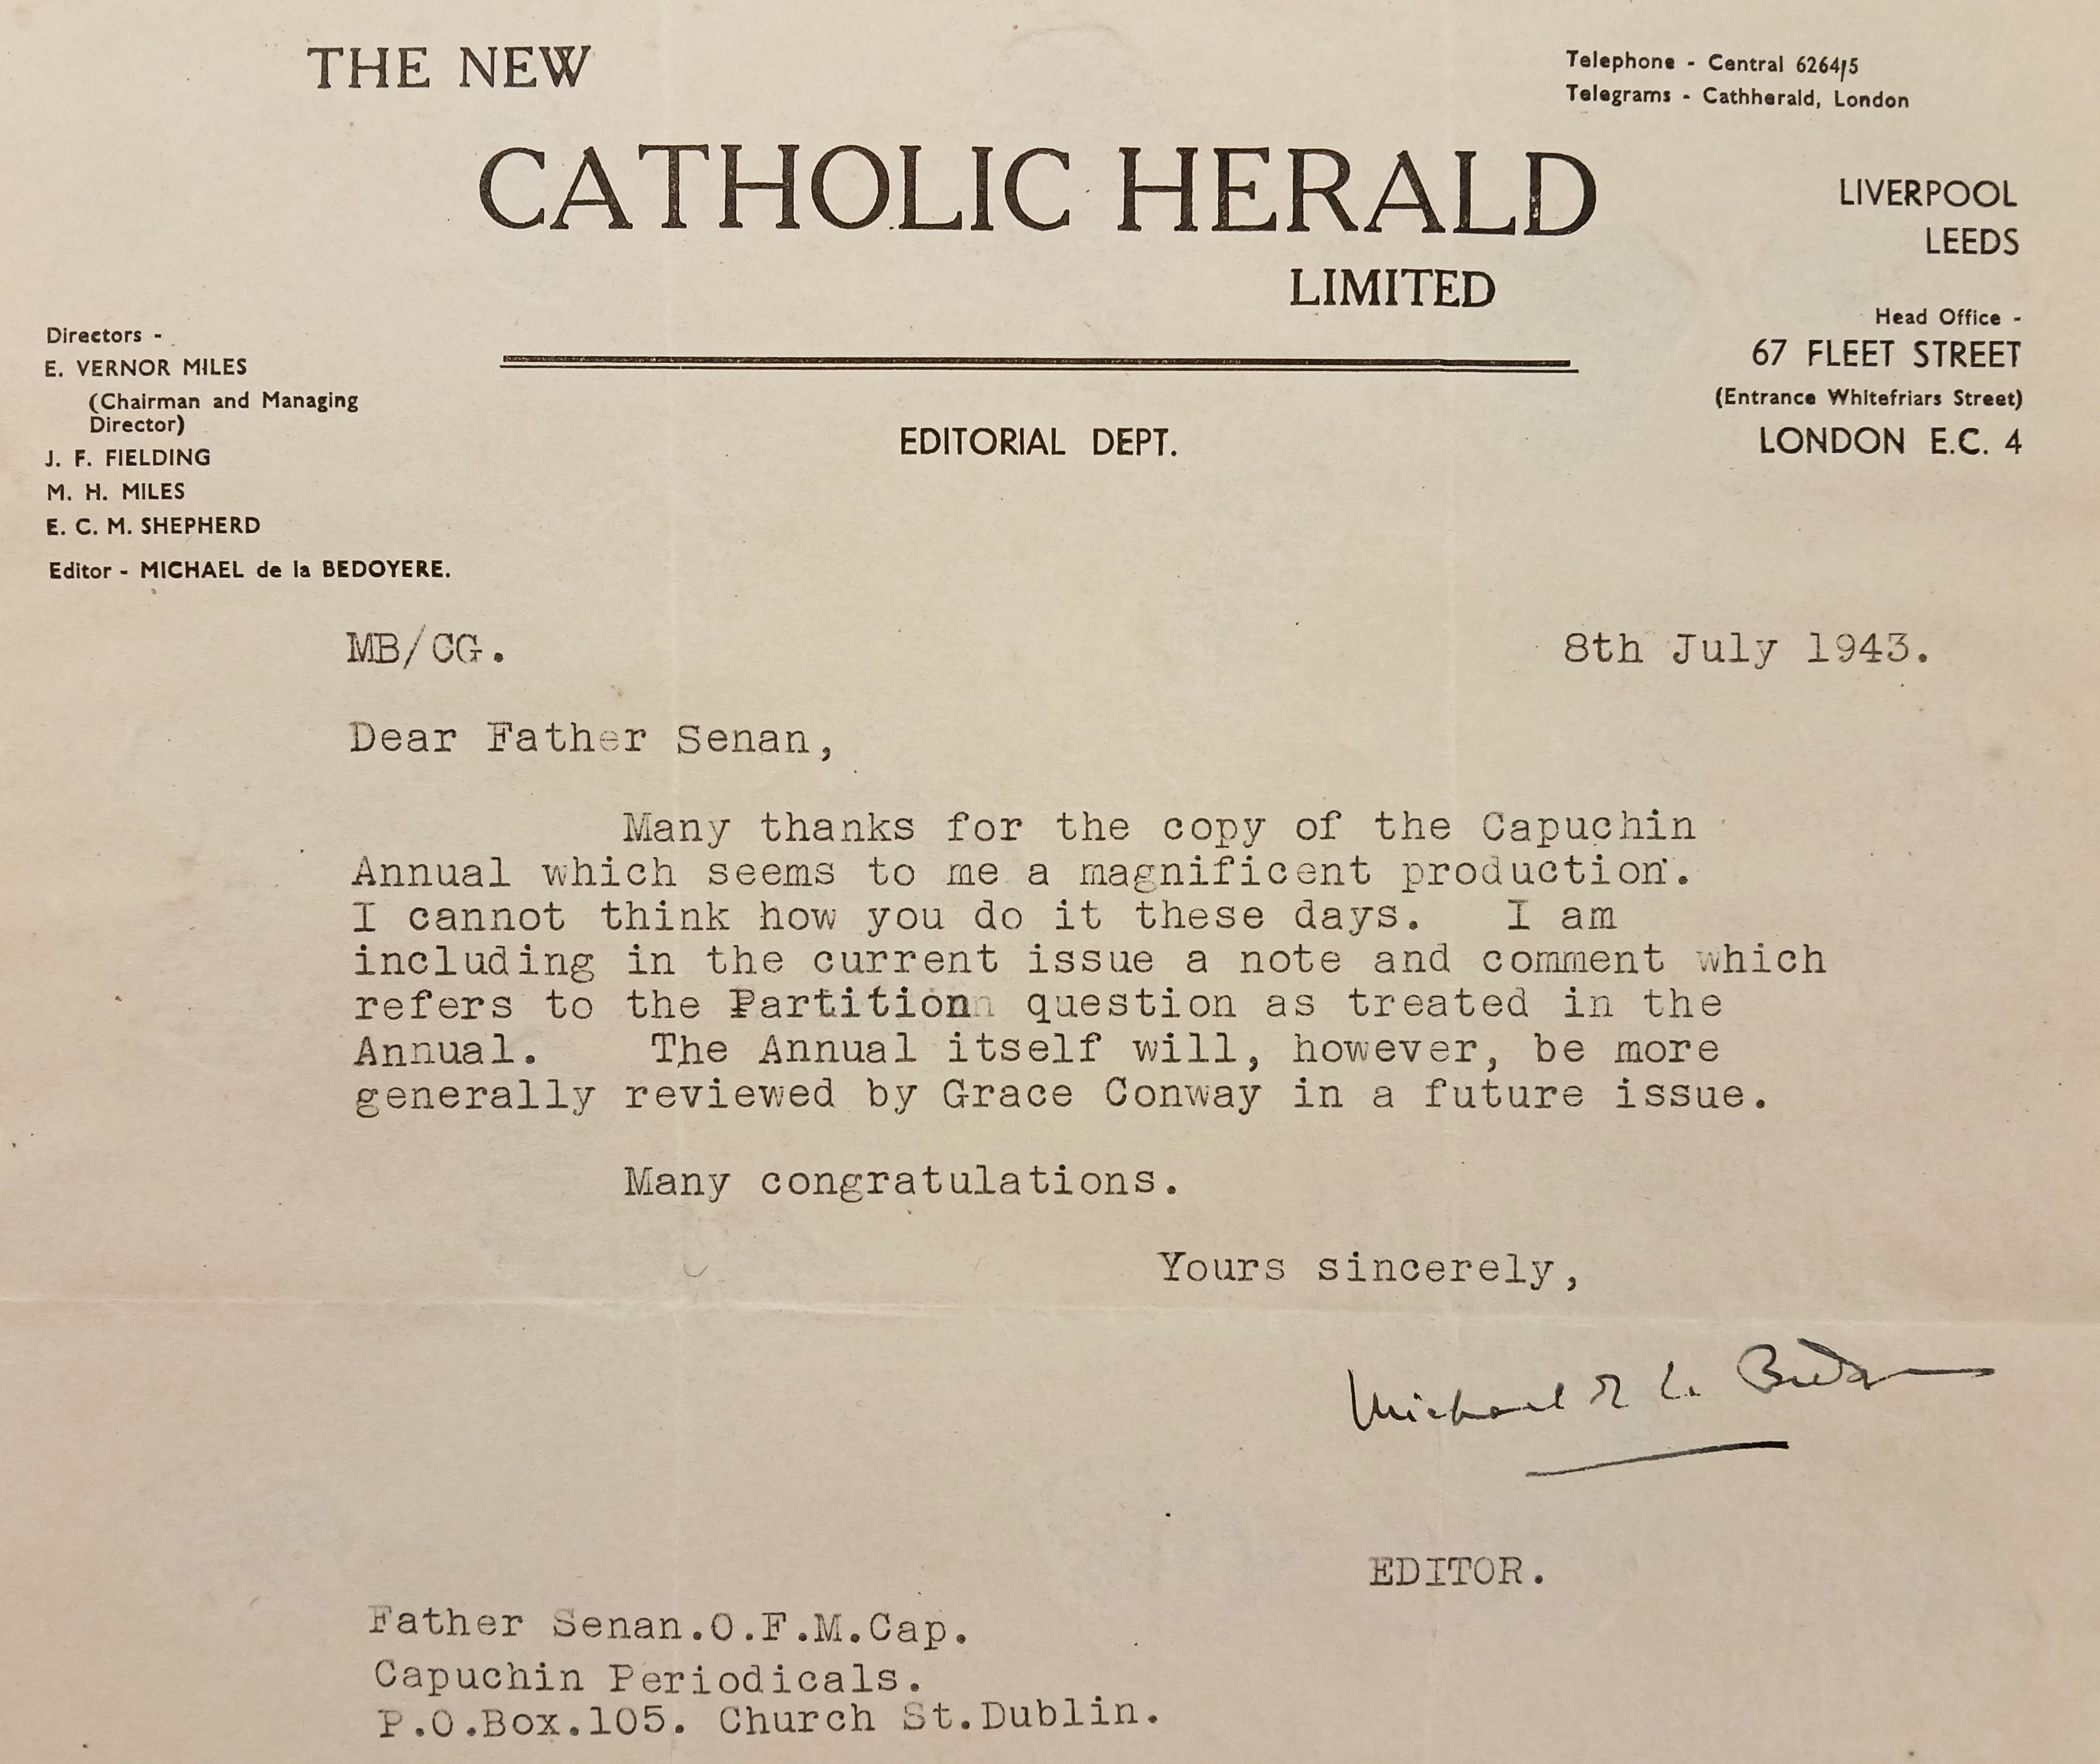 THE NEW
CATHOLIC HERALD
LIMITED
Telephone - Central 6264/5
Telegrams - Cathherald, London
LIVERPOOL
LEEDS
Head Office -
67 FLEET STREET
(Entrance Whitefriars Street)
LONDON E.C. 4
Directors -
E. VERNOR MILES
(Chairman and Managing
Director)
J. F. FIELDING
M. H. MILES
E. C. M. SHEPHERD
Editor - MICHAEL de la BEDOYERE.
EDITORIAL DEPT.
MB/CG.
8th July 1943.
Dear Father Senan,
Many thanks for the copy of the Capuchin
Annual which seems to me a magnificent production.
I cannot think how you do it these days. I am
including in the current issue a note and comment which
refers to the Partitionn question as treated in the
Annual. The Annual itself will, however, be more
generally reviewed by Grace Conway in a future issue.
Many congratulations.
Yours sincerely,
Michael
EDITOR.
Father Senan.O.F.M.Cap.
Capuchin Periodicals.
P.O.Box.105. Church St.Dublin.